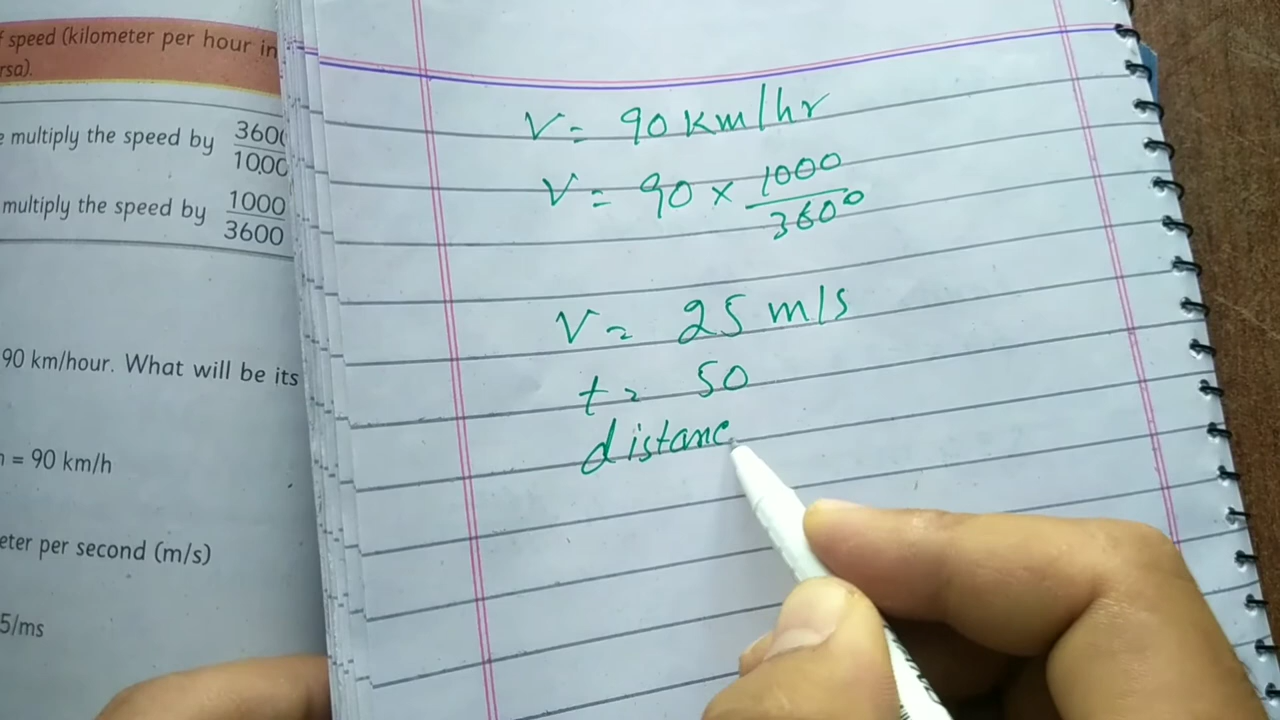 f speed (kilometer per hour in
rsa).
e multiply the speed by 3600/1000
multiply the speed by 1000/3600
90 km/hour. What will be its
n = 90 km/h
eter per second (m/s)
5/ms
V = 90 km/hr
V = 90 × 1000/3600
V = 25 m/s
t = 50
distanc